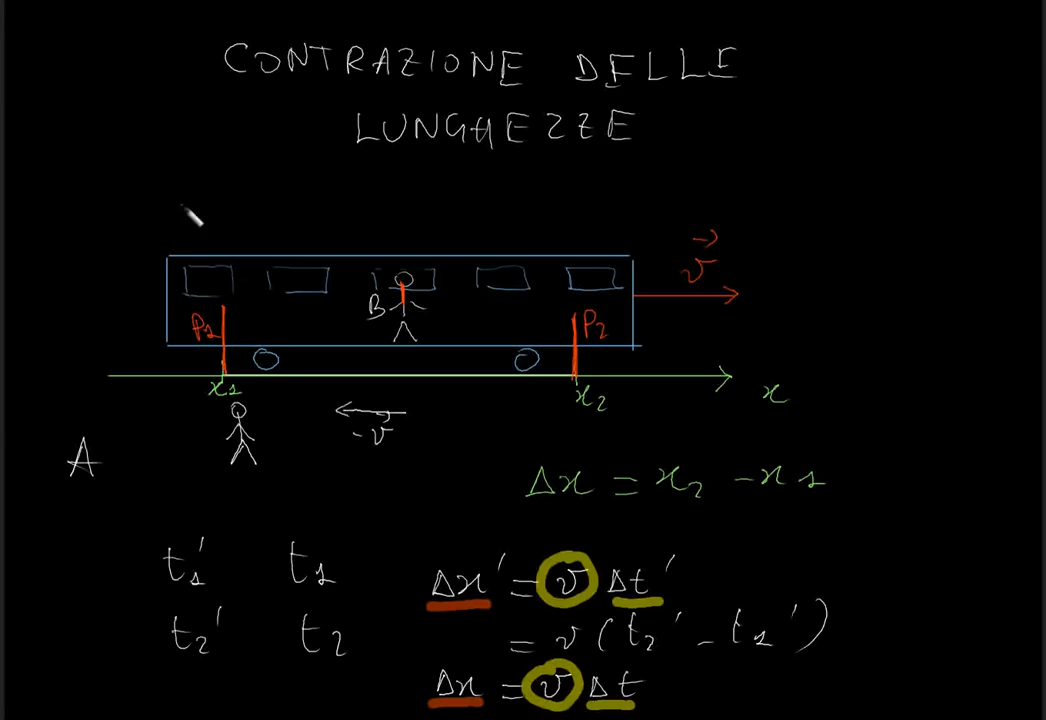 CONTRAZIONE DELLE
LUNGHEZZE
v⃗
P1 B P2
x1 x2 x
-v⃗
A
Δx = x2 - x1
t1' t1 Δx' = v Δt'
t2' t2 = v(t2' - t1')
Δx = v Δt